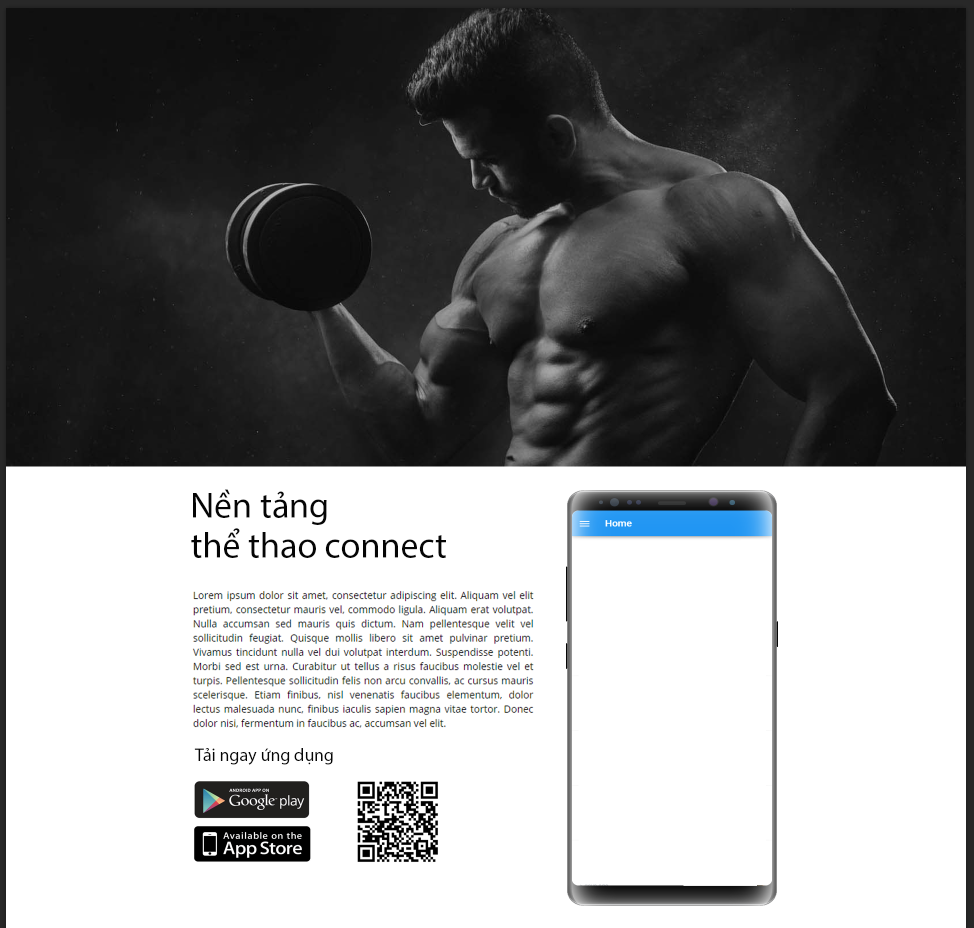 Nền tảng
thể thao connect
Home
Lorem ipsum dolor sit amet, consectetur adipiscing elit. Aliquam vel elit
pretium, consectetur mauris vel, commodo ligula. Aliquam erat volutpat.
Nulla accumsan sed mauris quis dictum. Nam pellentesque velit vel
sollicitudin feugiat. Quisque mollis libero sit amet pulvinar pretium.
Vivamus tincidunt nulla vel dui volutpat interdum. Suspendisse potenti.
Morbi sed est urna. Curabitur ut tellus a risus faucibus molestie vel et
turpis. Pellentesque sollicitudin felis non arcu convallis, ac cursus mauris
scelerisque. Etiam finibus, nisl venenatis faucibus elementum, dolor
lectus malesuada nunc, finibus iaculis sapien magna vitae tortor. Donec
dolor nisi, fermentum in faucibus ac, accumsan vel elit.
Tải ngay ứng dụng
ANDROID APP ON
Google play
Available on the
App Store